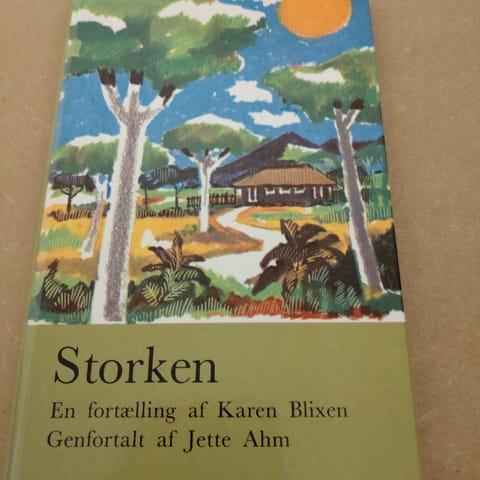 Storken
En fortælling af Karen Blixen
Genfortalt af Jette Ahm